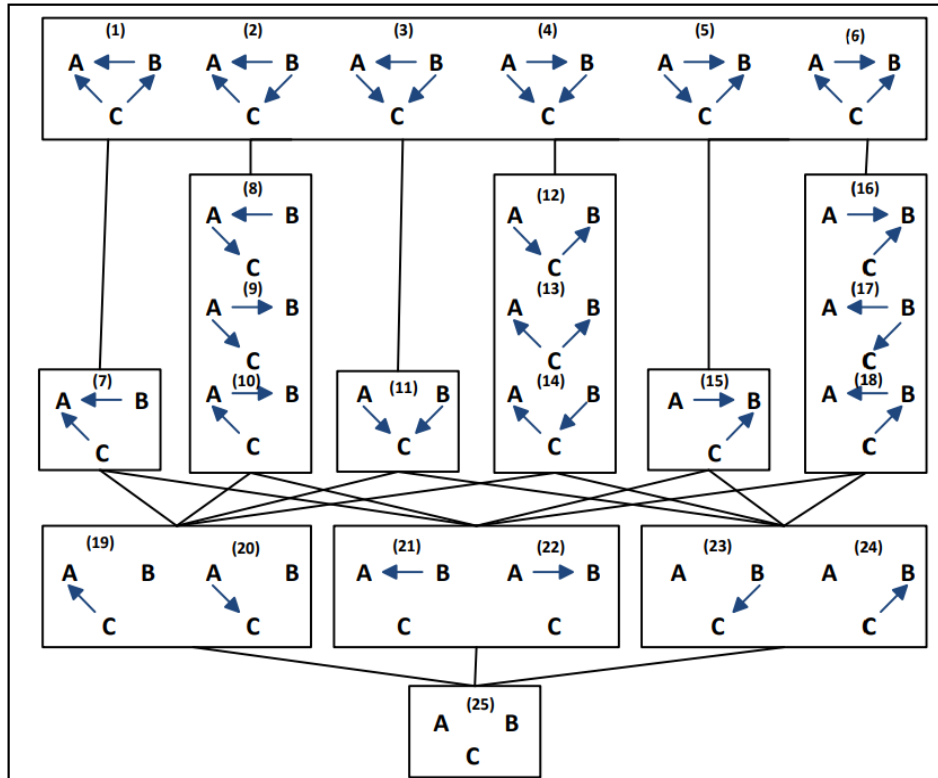 (1) (2) (3) (4) (5) (6)
A B A B A B A B A B A B
C C C C C C
(8) (12) (16)
A B A B A B
C C C
(9) (13) (17)
A B A B A B
C C C
(7) (10) (11) (14) (15) (18)
A B A B A B A B A B A B
C C C C C C
(19) (20) (21) (22) (23) (24)
A B A B A B A B A B A B
C C C C C C
(25)
A B
C